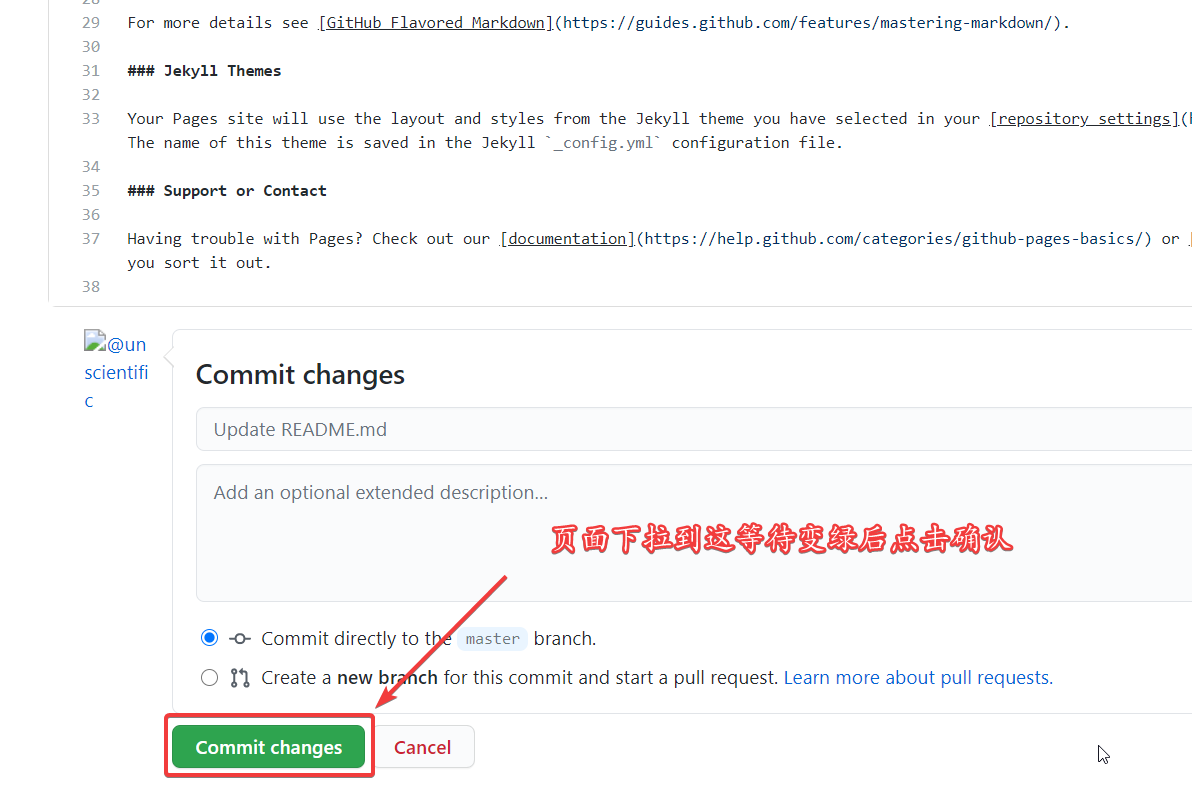 29 For more details see [GitHub Flavored Markdown](https://guides.github.com/features/mastering-markdown/).
30
31 ### Jekyll Themes
32
33 Your Pages site will use the layout and styles from the Jekyll theme you have selected in your [repository settings](
The name of this theme is saved in the Jekyll `_config.yml` configuration file.
34
35 ### Support or Contact
36
37 Having trouble with Pages? Check out our [documentation](https://help.github.com/categories/github-pages-basics/) or [
you sort it out.
38
@un
scientifi
c
Commit changes
Update README.md
Add an optional extended description...
页面下拉到这等待变绿后点击确认
Commit directly to the master branch.
Create a new branch for this commit and start a pull request. Learn more about pull requests.
Commit changes Cancel